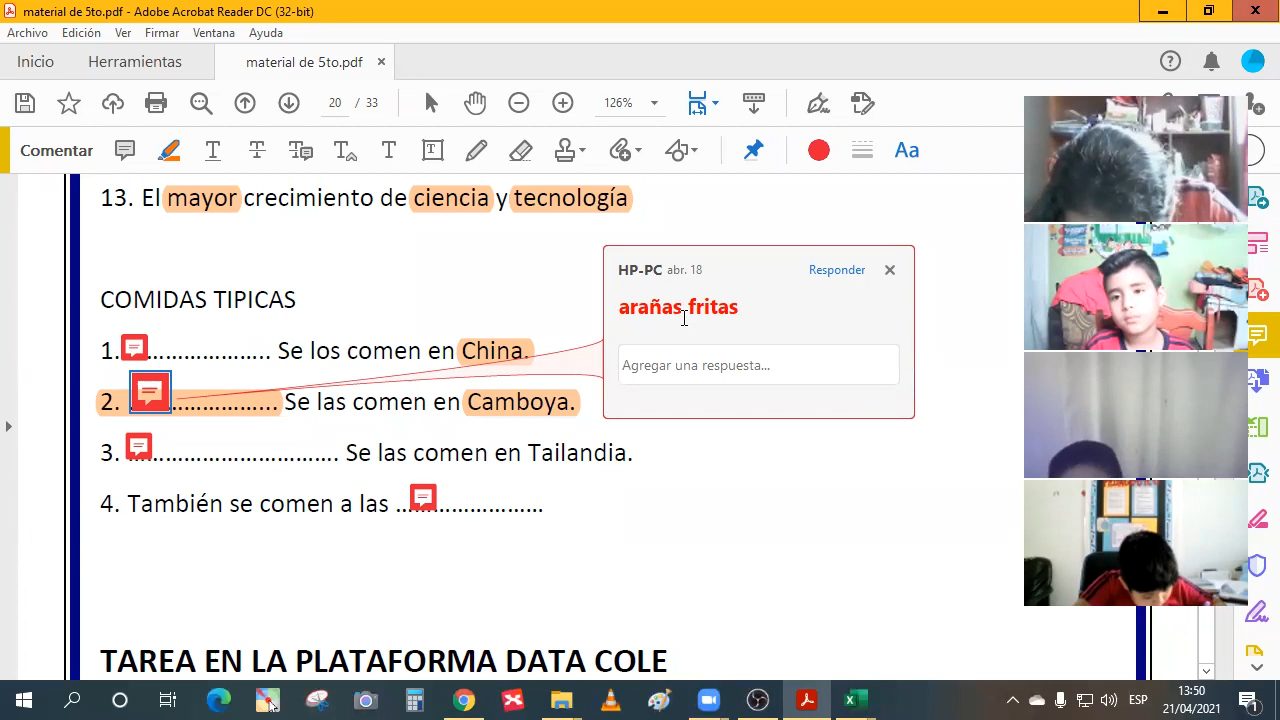 material de 5to.pdf - Adobe Acrobat Reader DC (32-bit)
Archivo Edición Ver Firmar Ventana Ayuda
Inicio Herramientas material de 5to.pdf
20 / 33 126%
Comentar Aa
13. El mayor crecimiento de ciencia y tecnología
HP-PC abr. 18 Responder
arañas fritas
Agregar una respuesta...
COMIDAS TIPICAS
1. ……………….. Se los comen en China.
2. …………………... Se las comen en Camboya.
3. ………………………………. Se las comen en Tailandia.
4. También se comen a las ……………………
TAREA EN LA PLATAFORMA DATA COLE
ESP
13:50
21/04/2021
1